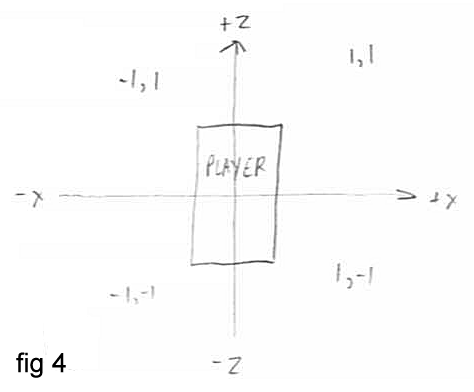 +Z
1,1
-1,1
PLAYER
-X
+X
1,-1
-1,-1
fig 4
-Z